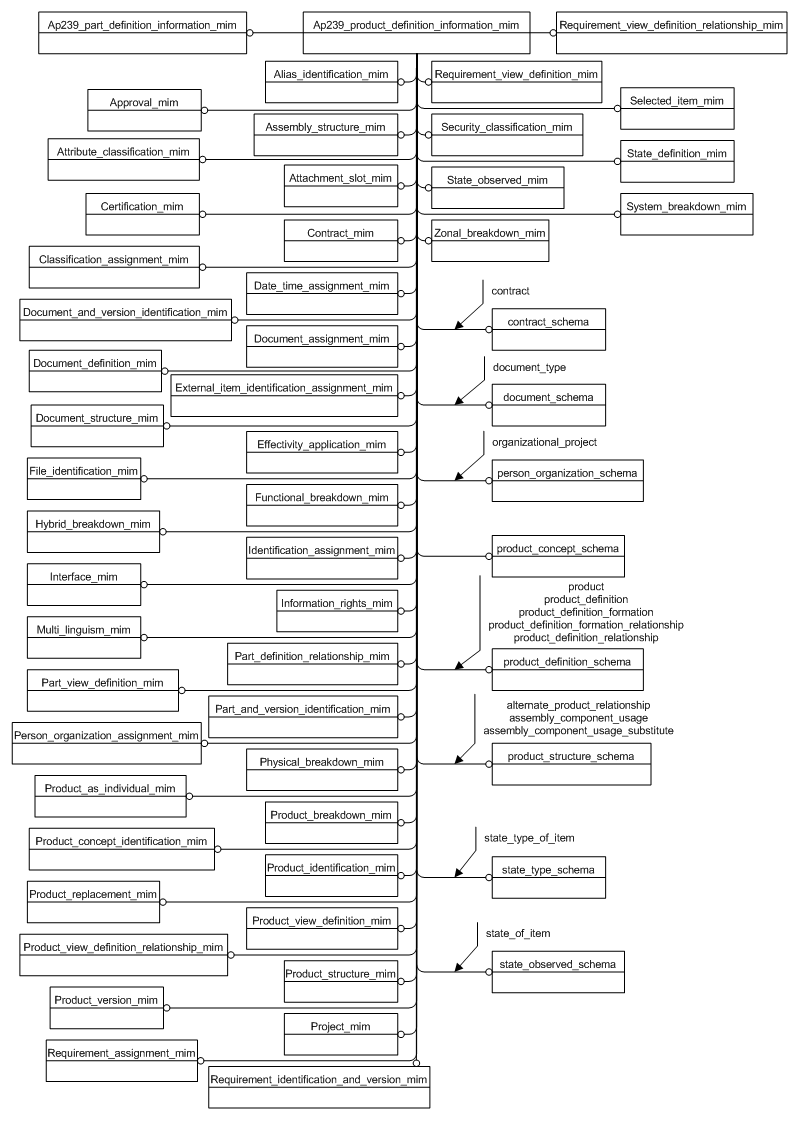 Ap239_part_definition_information_mim
Ap239_product_definition_information_mim
Requirement_view_definition_relationship_mim
Alias_identification_mim
Requirement_view_definition_mim
Approval_mim
Selected_item_mim
Assembly_structure_mim
Security_classification_mim
Attribute_classification_mim
State_definition_mim
Attachment_slot_mim
State_observed_mim
Certification_mim
System_breakdown_mim
Contract_mim
Zonal_breakdown_mim
Classification_assignment_mim
Date_time_assignment_mim
contract
Document_and_version_identification_mim
contract_schema
Document_assignment_mim
Document_definition_mim
document_type
External_item_identification_assignment_mim
document_schema
Document_structure_mim
Effectivity_application_mim
organizational_project
File_identification_mim
person_organization_schema
Functional_breakdown_mim
Hybrid_breakdown_mim
Identification_assignment_mim
product_concept_schema
Interface_mim
product
product_definition
product_definition_formation
product_definition_formation_relationship
product_definition_relationship
Information_rights_mim
Multi_linguism_mim
Part_definition_relationship_mim
product_definition_schema
Part_view_definition_mim
Part_and_version_identification_mim
alternate_product_relationship
assembly_component_usage
assembly_component_usage_substitute
Person_organization_assignment_mim
product_structure_schema
Physical_breakdown_mim
Product_as_individual_mim
Product_breakdown_mim
Product_concept_identification_mim
state_type_of_item
Product_identification_mim
state_type_schema
Product_replacement_mim
Product_view_definition_mim
state_of_item
Product_view_definition_relationship_mim
state_observed_schema
Product_structure_mim
Product_version_mim
Project_mim
Requirement_assignment_mim
Requirement_identification_and_version_mim